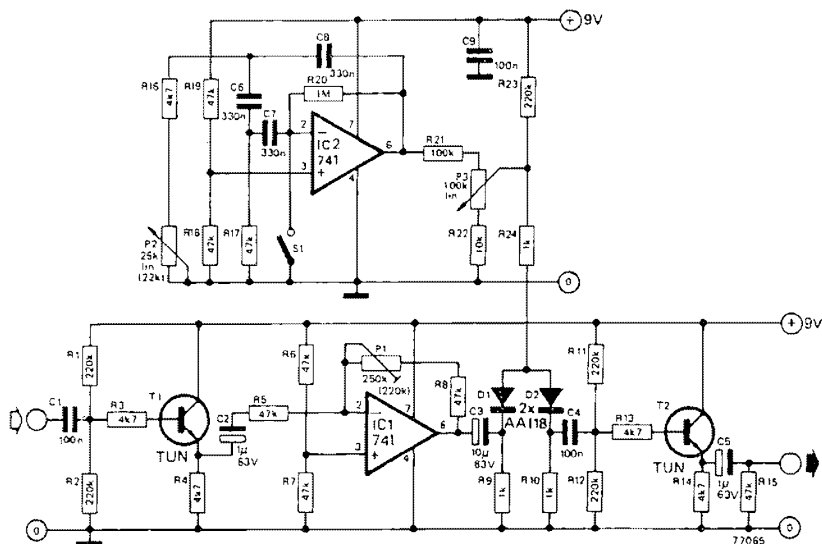 + 9V
C8
330n
C9
100n
R16
4k7
R19
47k
C6
330n
R20
1M
R23
220k
C7
330n
2
7
IC2
741
6
3
4
R21
100k
P3
100k
lin
P2
25k
lin
(22k)
R18
47k
R17
47k
S1
R22
10k
R24
1k
0
+ 9V
R1
220k
R6
47k
P1
250k
(220k)
R11
220k
C1
100n
R3
4k7
T1
C2
1µ
63V
R5
47k
R8
47k
D1
D2
2x
AA118
C3
10µ
63V
C4
100n
R13
4k7
T2
2
7
IC1
741
6
3
4
TUN
TUN
C5
1µ
63V
R2
220k
R4
4k7
R7
47k
R9
1k
R10
1k
R12
220k
R14
4k7
R15
47k
0
0
77065